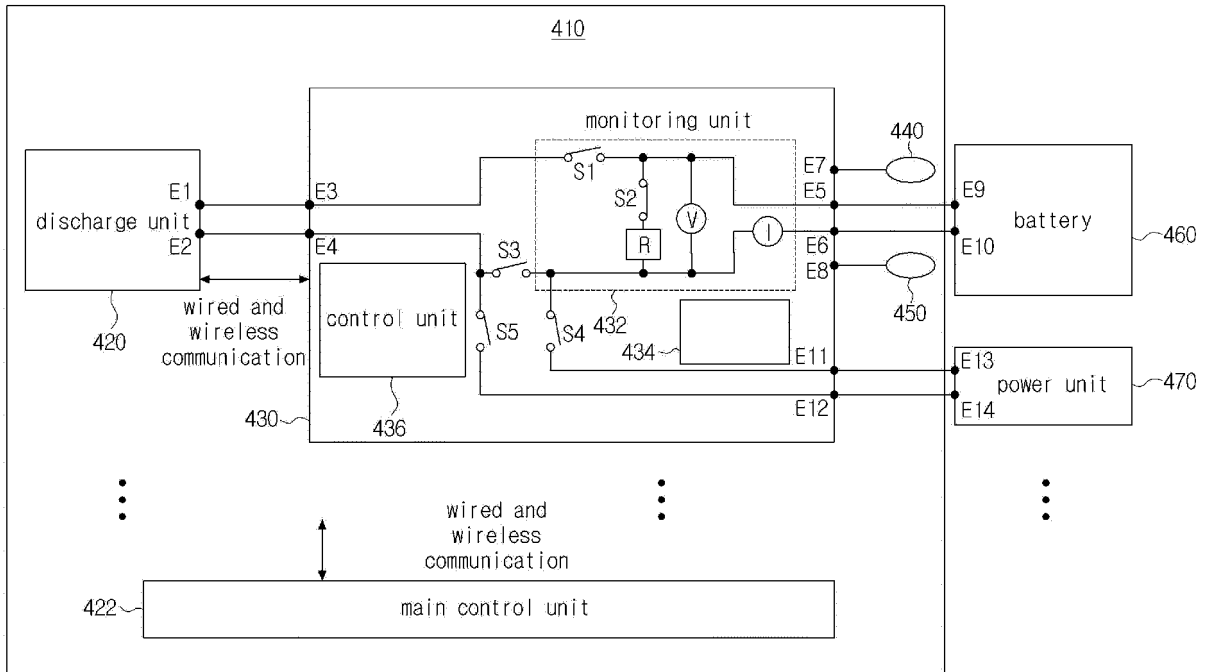 410
monitoring unit
440
E7
S1
E1
E3
E5
E9
S2
discharge unit
V
I
battery
E2
E4
R
E6
E10
460
S3
E8
wired and
wireless
communication
control unit
S5
S4
432
450
420
434
E11
E13
power unit
470
430
436
E12
E14
wired and
wireless
communication
422
main control unit